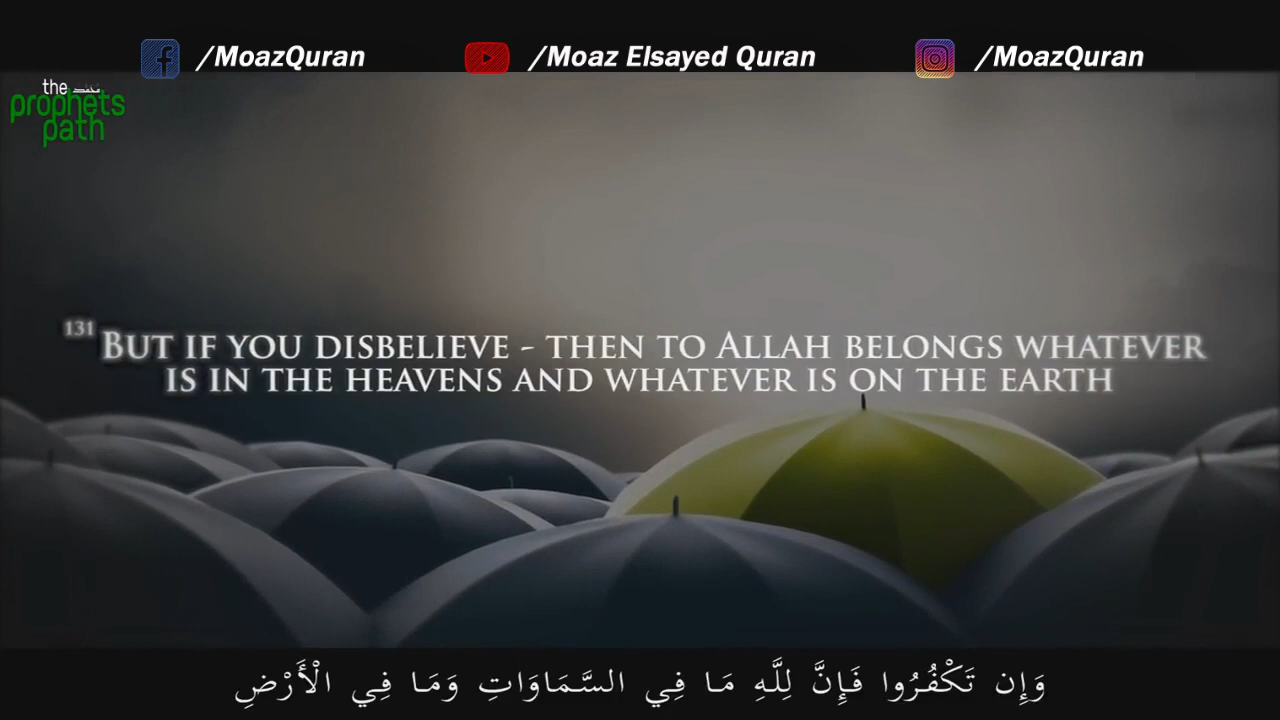 /MoazQuran
/Moaz Elsayed Quran
/MoazQuran
the محمد
prophets
path
131 BUT IF YOU DISBELIEVE - THEN TO ALLAH BELONGS WHATEVER
IS IN THE HEAVENS AND WHATEVER IS ON THE EARTH
وَإِن تَكْفُرُوا فَإِنَّ لِلَّهِ مَا فِي السَّمَاوَاتِ وَمَا فِي الْأَرْضِ